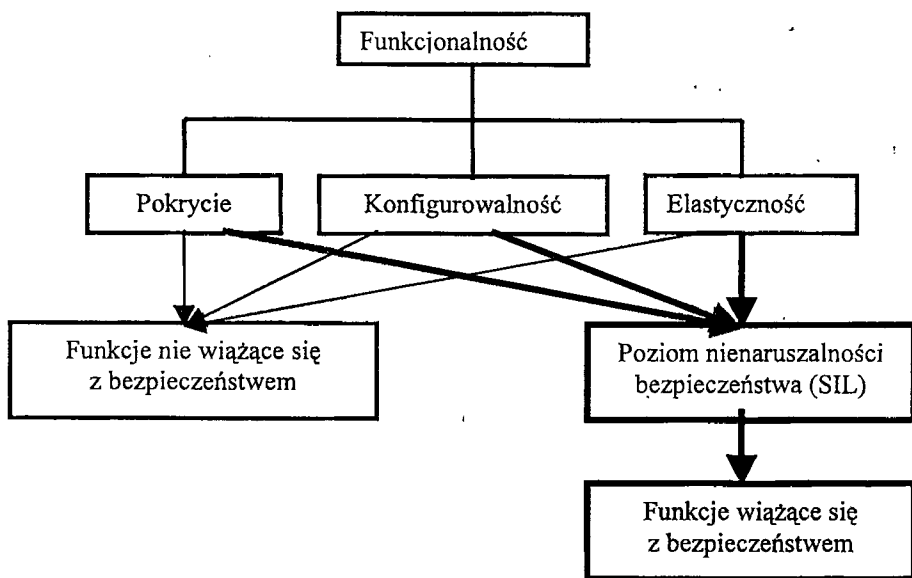 Funkcjonalność
Pokrycie
Konfigurowalność
Elastyczność
Funkcje nie wiążące się
z bezpieczeństwem
Poziom nienaruszalności
bezpieczeństwa (SIL)
Funkcje wiążące się
z bezpieczeństwem